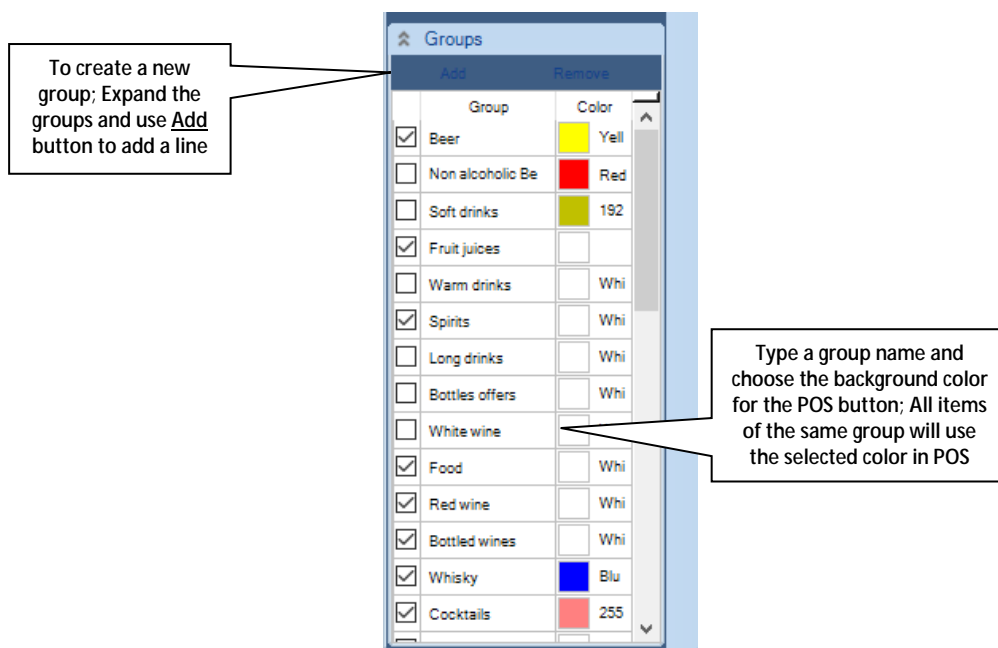 Groups
Add Remove
Group Color
Beer Yell
Non alcoholic Be Red
Soft drinks 192
Fruit juices
Warm drinks Whi
Spirits Whi
Long drinks Whi
Bottles offers Whi
White wine
Food Whi
Red wine Whi
Bottled wines Whi
Whisky Blu
Cocktails 255
To create a new
group; Expand the
groups and use Add
button to add a line
Type a group name and
choose the background color
for the POS button; All items
of the same group will use
the selected color in POS